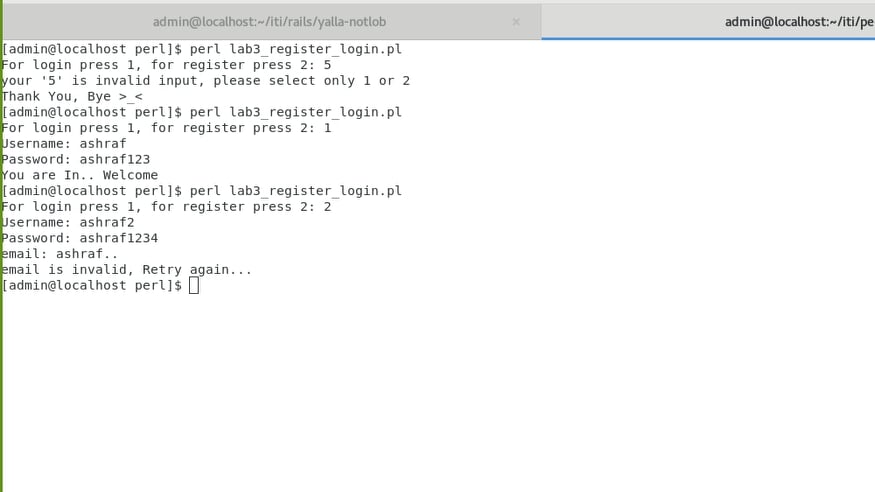 admin@localhost:~/iti/rails/yalla-notlob × admin@localhost:~/iti/pe
[admin@localhost perl]$ perl lab3_register_login.pl
For login press 1, for register press 2: 5
your '5' is invalid input, please select only 1 or 2
Thank You, Bye >_<
[admin@localhost perl]$ perl lab3_register_login.pl
For login press 1, for register press 2: 1
Username: ashraf
Password: ashraf123
You are In.. Welcome
[admin@localhost perl]$ perl lab3_register_login.pl
For login press 1, for register press 2: 2
Username: ashraf2
Password: ashraf1234
email: ashraf..
email is invalid, Retry again...
[admin@localhost perl]$